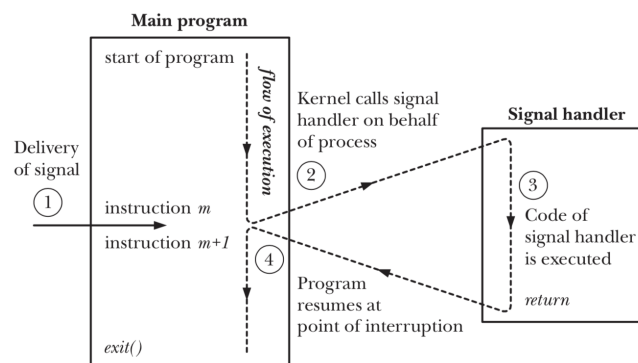 Main program
start of program
flow of execution
Kernel calls signal
handler on behalf
of process
Signal handler
Delivery
of signal
1
2
3
instruction m
instruction m+1
Code of
signal handler
is executed
4
Program
resumes at
point of interruption
return
exit()